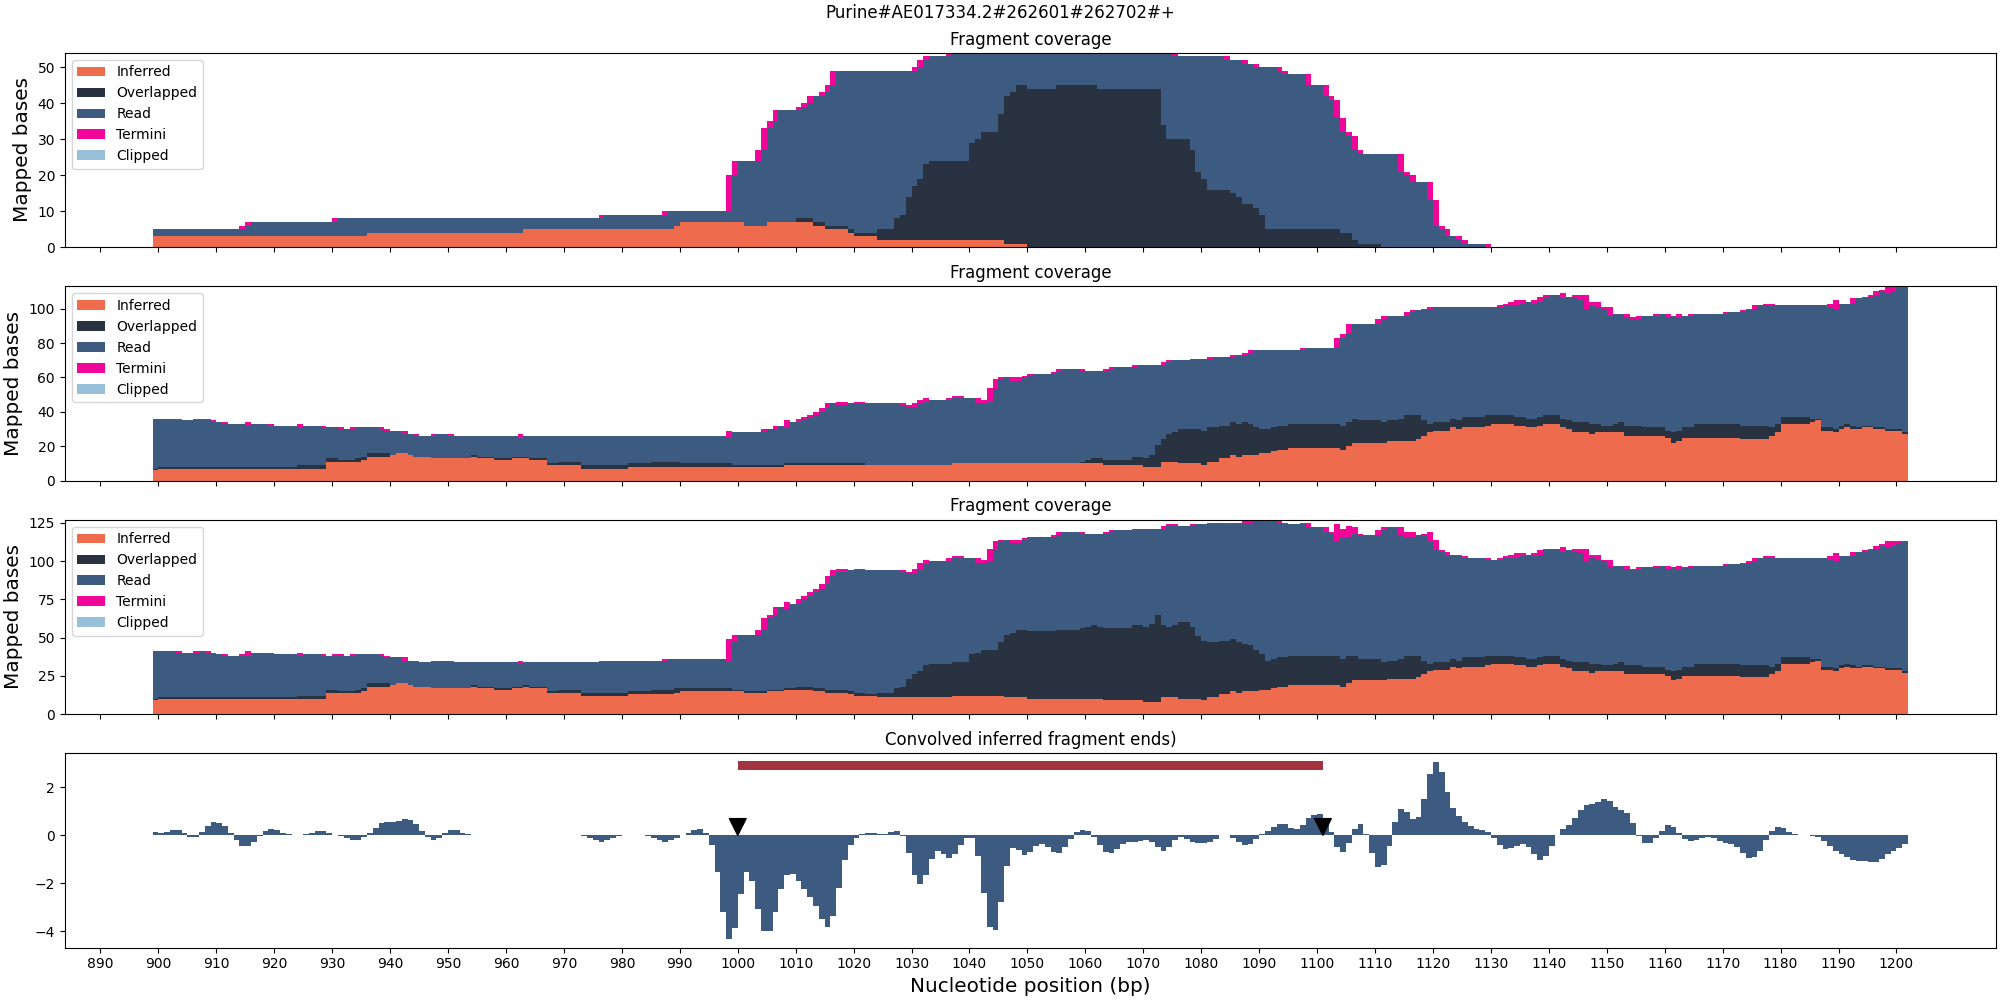 Purine#AE017334.2#262601#262702#+
Fragment coverage
Mapped bases
50
40
30
20
10
0
Inferred
Overlapped
Read
Termini
Clipped
Fragment coverage
Mapped bases
100
80
60
40
20
0
Inferred
Overlapped
Read
Termini
Clipped
Fragment coverage
Mapped bases
125
100
75
50
25
0
Inferred
Overlapped
Read
Termini
Clipped
Convolved inferred fragment ends)
2
0
−2
−4
890 900 910 920 930 940 950 960 970 980 990 1000 1010 1020 1030 1040 1050 1060 1070 1080 1090 1100 1110 1120 1130 1140 1150 1160 1170 1180 1190 1200
Nucleotide position (bp)